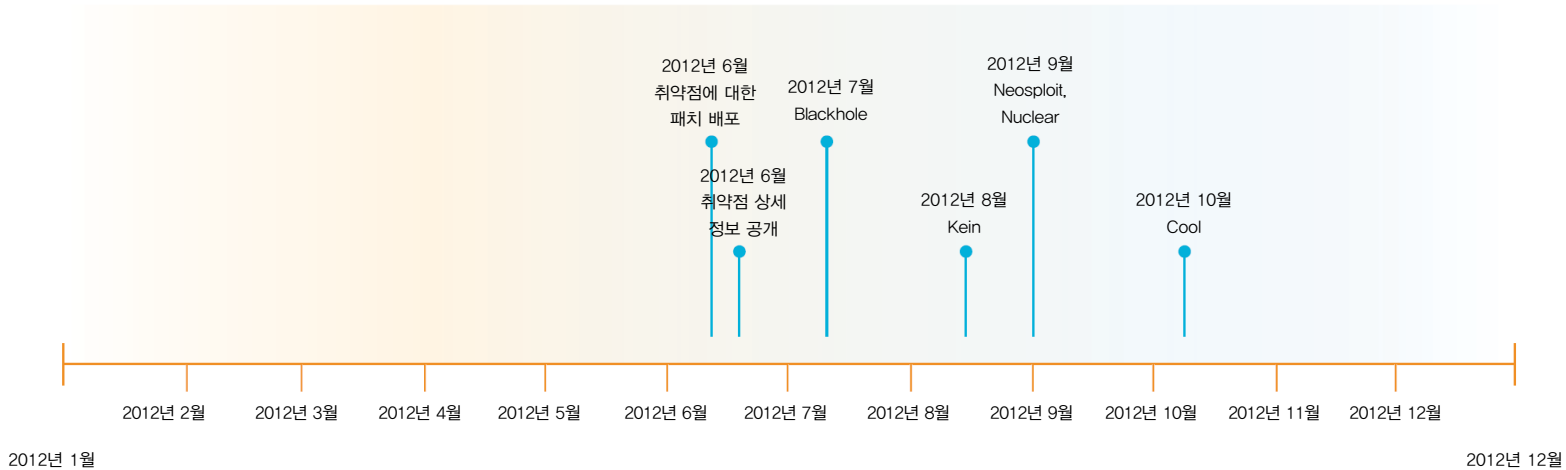 2012년 6월
취약점에 대한
패치 배포
2012년 6월
취약점 상세
정보 공개
2012년 7월
Blackhole
2012년 8월
Kein
2012년 9월
Neosploit,
Nuclear
2012년 10월
Cool
2012년 2월
2012년 3월
2012년 4월
2012년 5월
2012년 6월
2012년 7월
2012년 8월
2012년 9월
2012년 10월
2012년 11월
2012년 12월
2012년 1월
2012년 12월